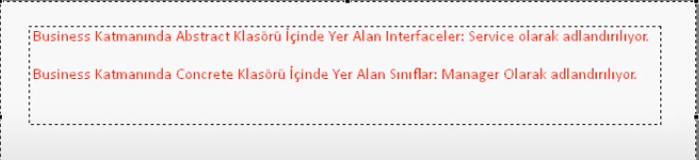 Business Katmanında Abstract Klasörü İçinde Yer Alan Interfaceler: Service olarak adlandırılıyor.
Business Katmanında Concrete Klasörü İçinde Yer Alan Sınıflar: Manager Olarak adlandırılıyor.